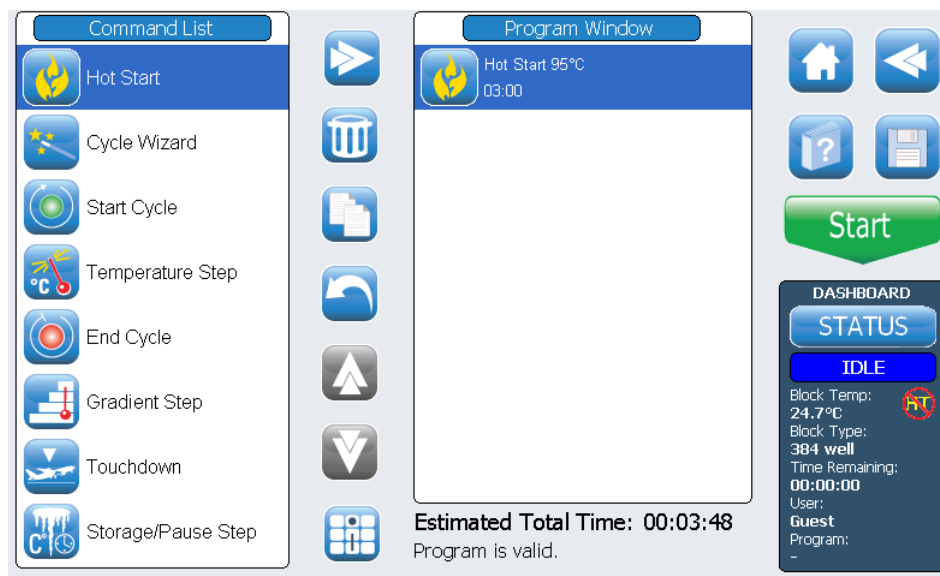 Command List
Hot Start
Cycle Wizard
Start Cycle
Temperature Step
°C
End Cycle
Gradient Step
Touchdown
Storage/Pause Step
C°
Program Window
Hot Start 95°C
03:00
Estimated Total Time: 00:03:48
Program is valid.
?
Start
DASHBOARD
STATUS
IDLE
Block Temp:
24.7°C
HT
Block Type:
384 well
Time Remaining:
00:00:00
User:
Guest
Program:
-